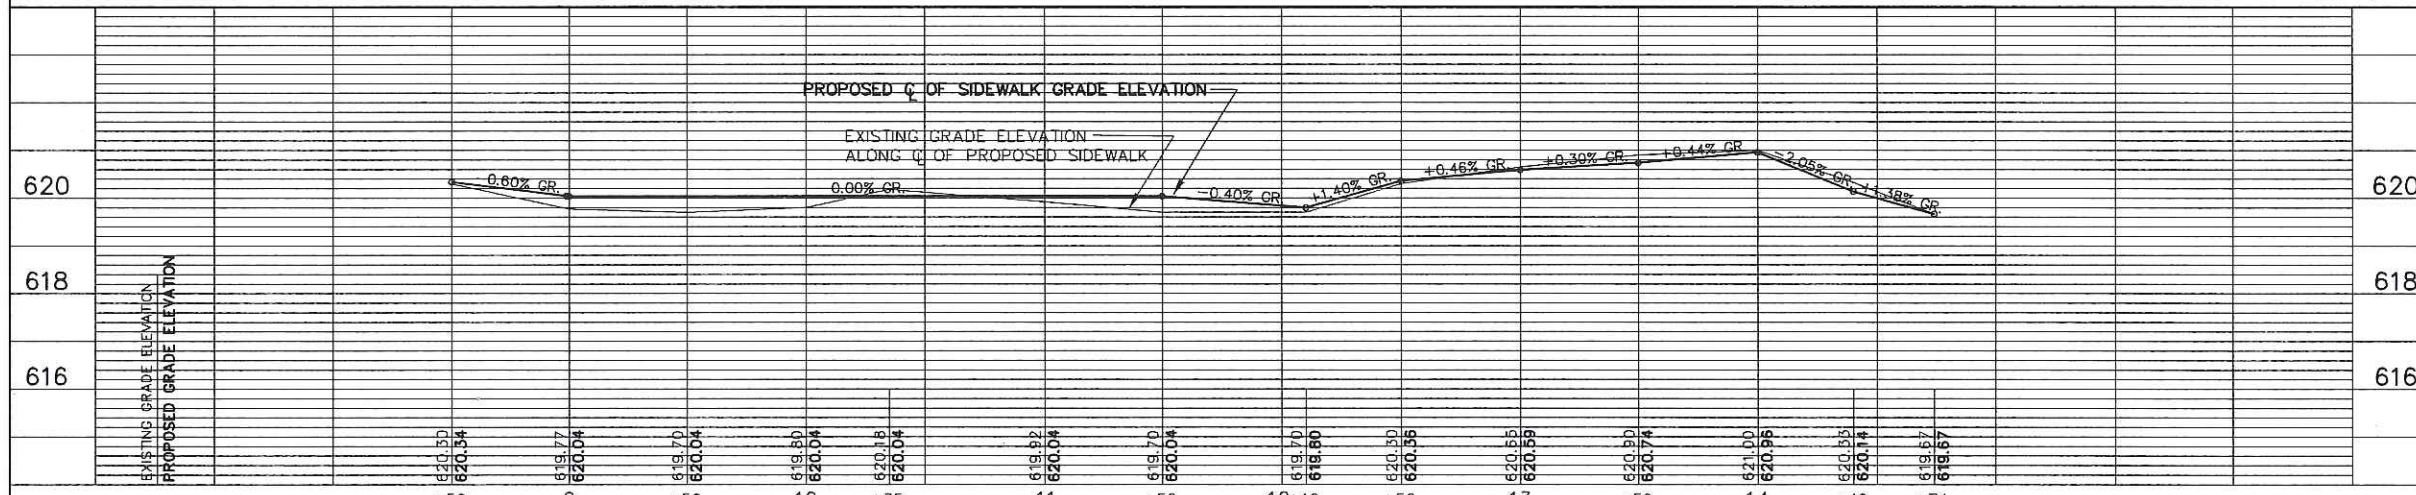 PROPOSED ℄ OF SIDEWALK GRADE ELEVATION
EXISTING GRADE ELEVATION
ALONG ℄ OF PROPOSED SIDEWALK
620
0.60% GR.
0.00% GR.
-0.40% GR.
+1.40% GR.
+0.46% GR.
+0.30% GR.
+0.44% GR
-2.05% GR.
1.38% GR.
620
618
618
616
616
EXISTING GRADE ELEVATION
PROPOSED GRADE ELEVATION
620.30
620.34
619.77
620.04
619.70
620.04
619.80
620.04
620.18
620.04
619.92
620.04
619.70
620.04
619.70
619.80
620.30
620.36
620.59
620.90
620.74
621.00
620.96
620.14
619.67
619.67